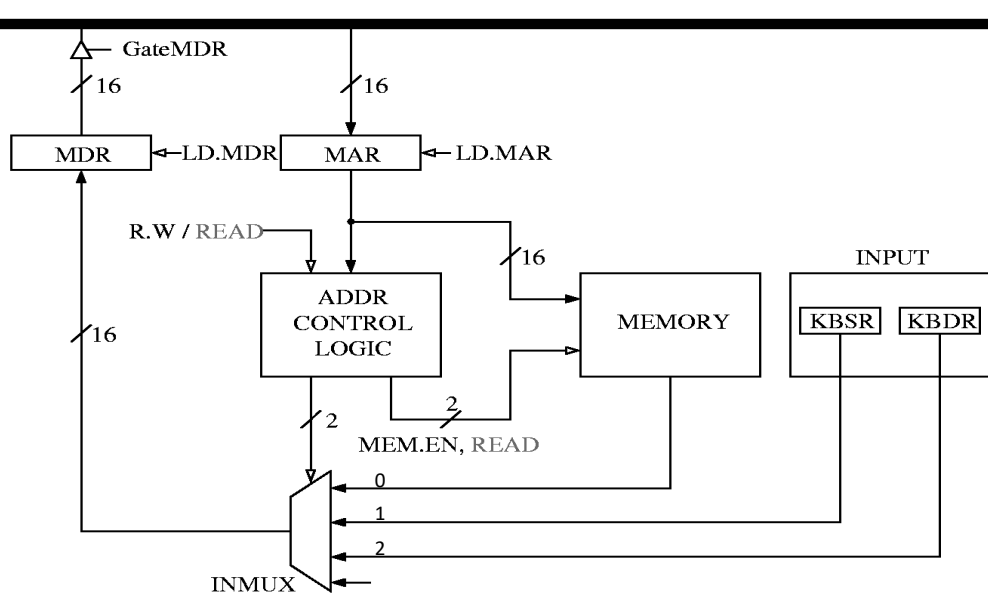 GateMDR
16
16
MDR
LD.MDR
MAR
LD.MAR
R.W / READ
16
INPUT
ADDR
CONTROL
LOGIC
MEMORY
KBSR
KBDR
16
2
2
MEM.EN, READ
0
1
2
INMUX